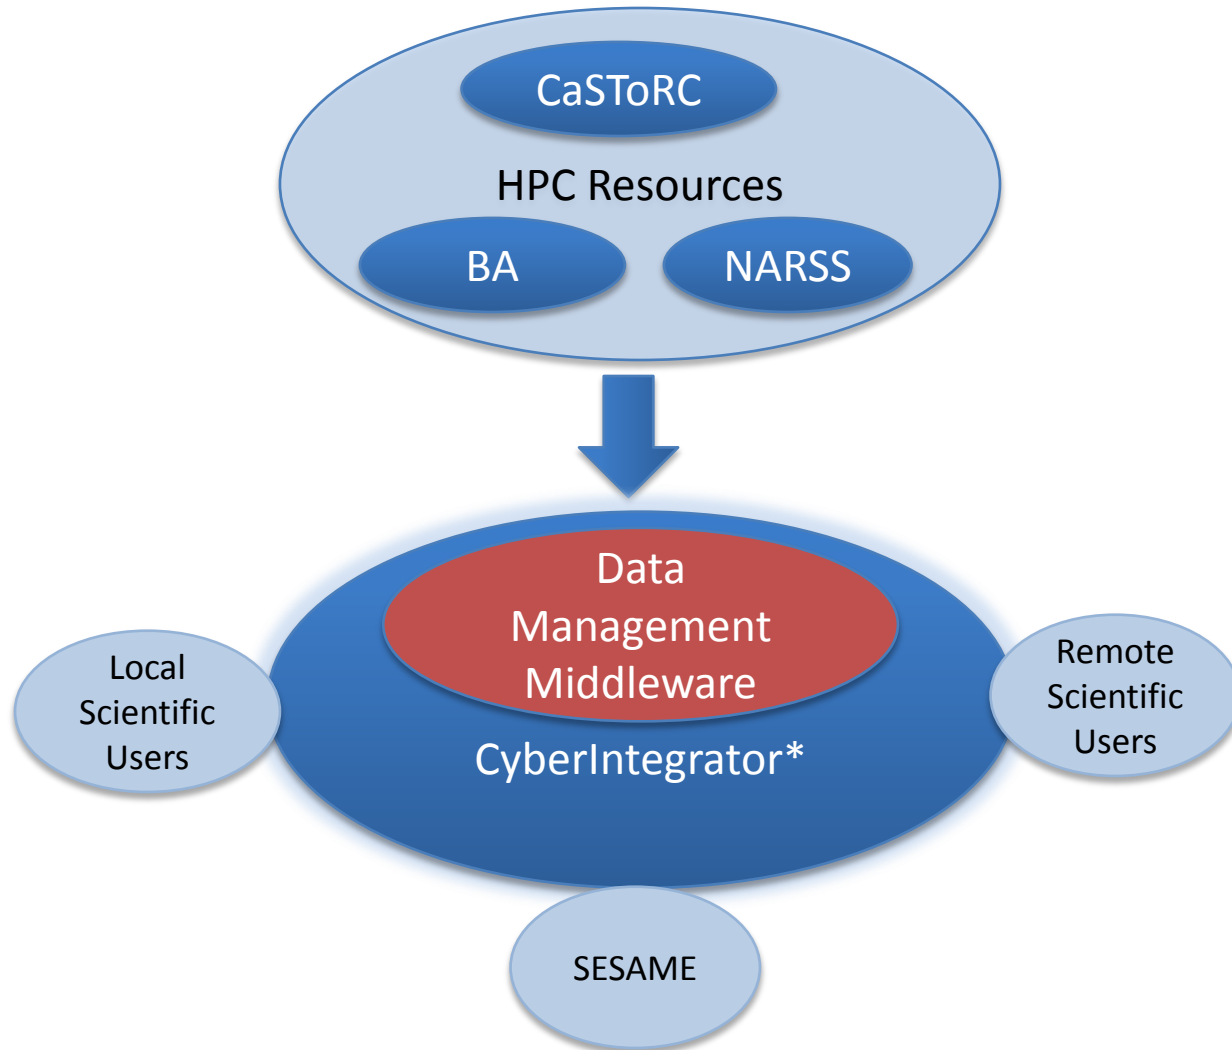 CaSToRC
HPC Resources
BA
NARSS
Data
Management
Middleware
CyberIntegrator*
Local
Scientific
Users
Remote
Scientific
Users
SESAME